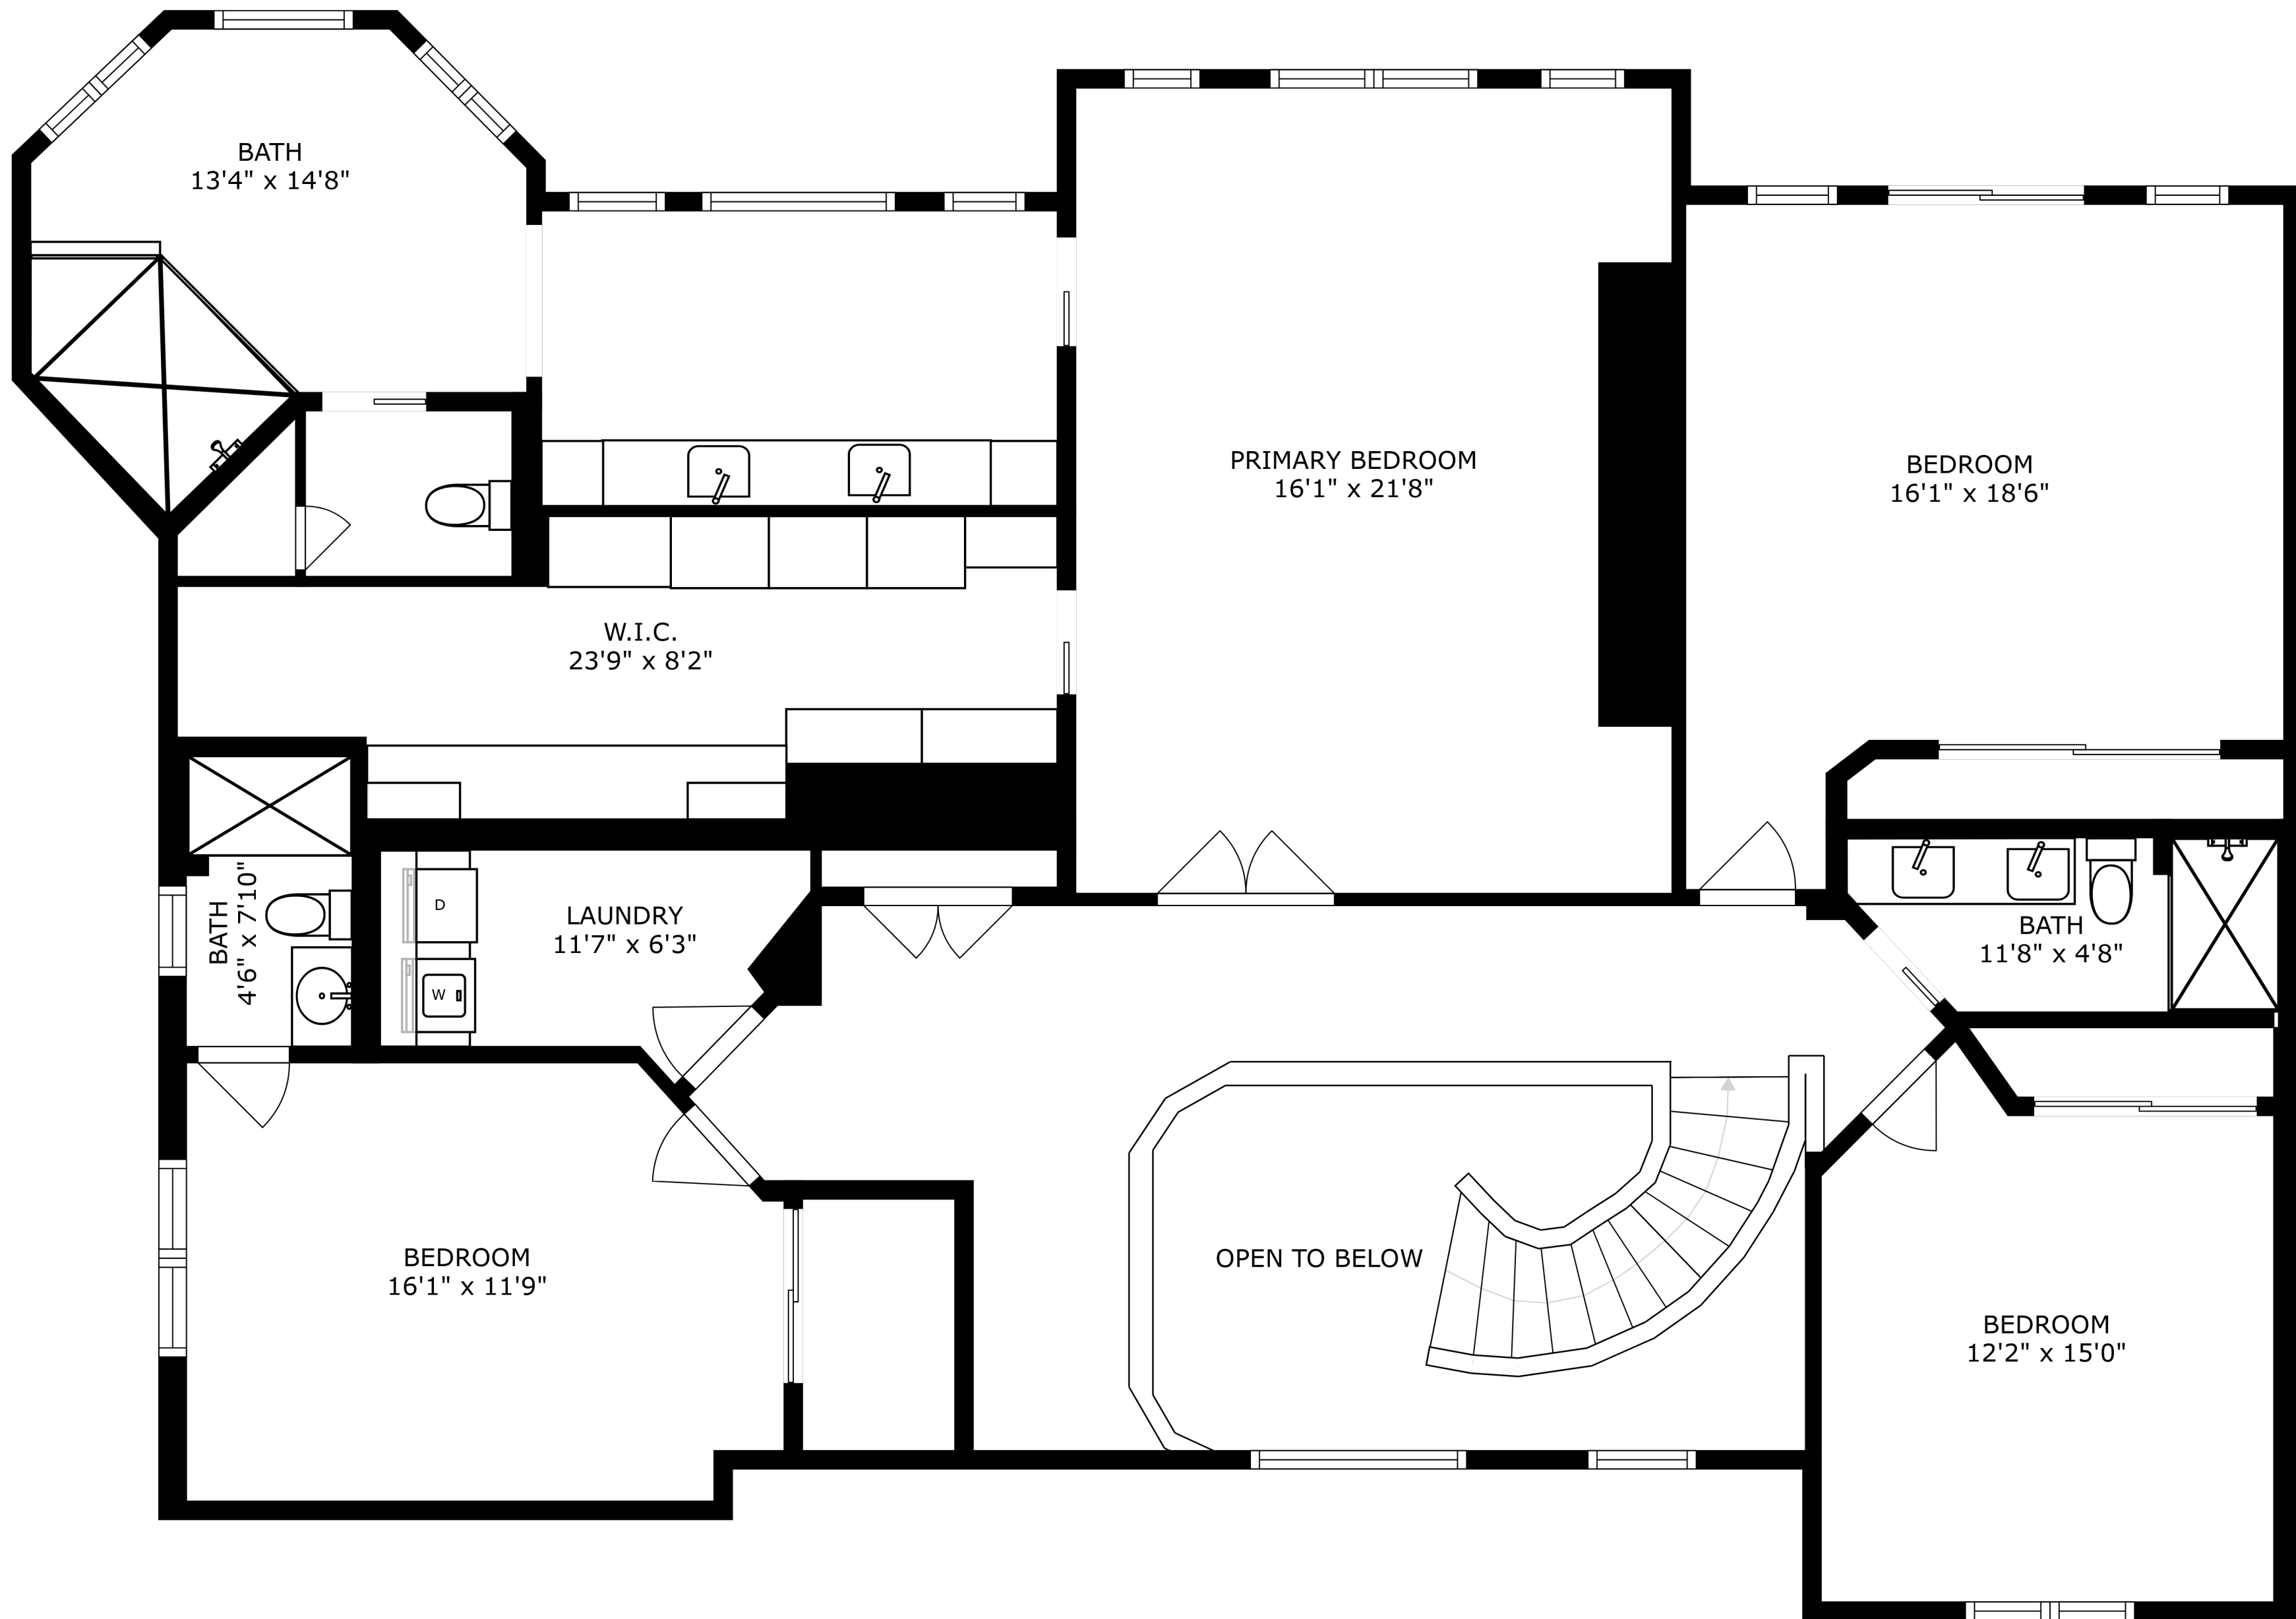 BATH
13'4" x 14'8"
PRIMARY BEDROOM
16'1" x 21'8"
BEDROOM
16'1" x 18'6"
W.I.C.
23'9" x 8'2"
BATH
4'6" x 7'10"
D
W
LAUNDRY
11'7" x 6'3"
BATH
11'8" x 4'8"
BEDROOM
16'1" x 11'9"
OPEN TO BELOW
BEDROOM
12'2" x 15'0"